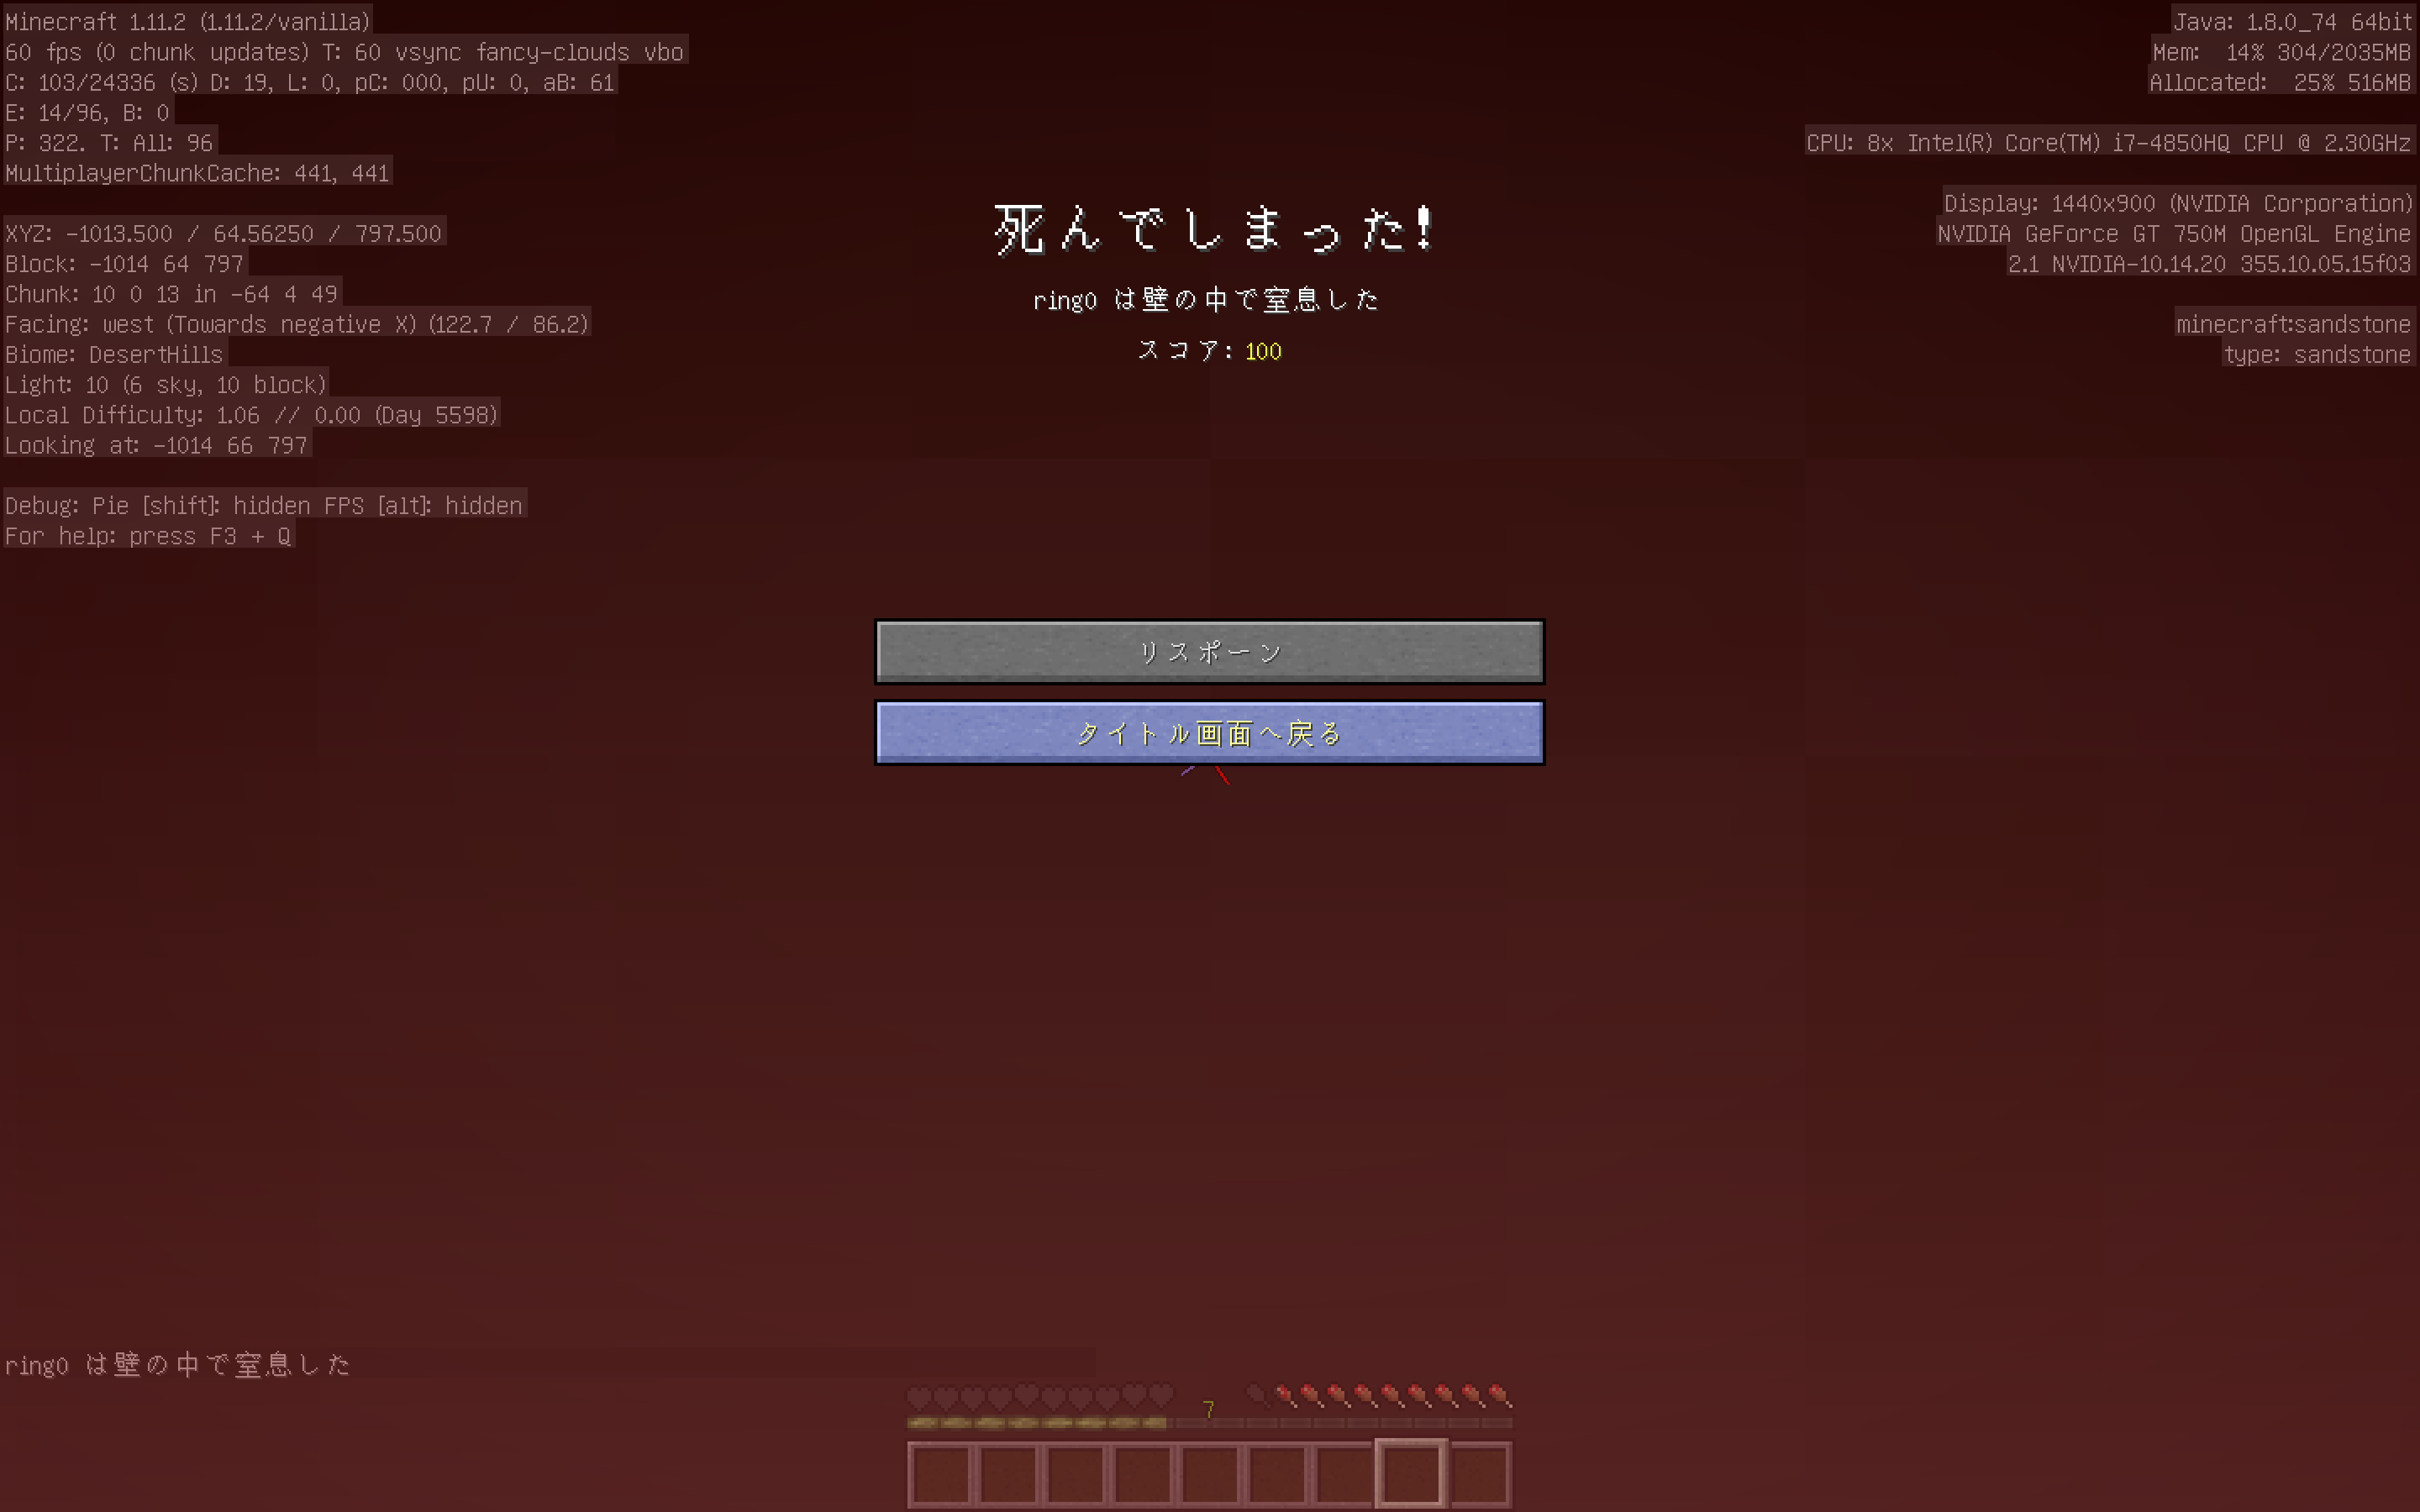 Minecraft 1.11.2 (1.11.2/vanilla)
60 fps (0 chunk updates) T: 60 vsync fancy-clouds vbo
C: 103/24336 (s) D: 19, L: 0, pC: 000, pU: 0, aB: 61
E: 14/96, B: 0
P: 322. T: All: 96
MultiplayerChunkCache: 441, 441
XYZ: -1013.500 / 64.56250 / 797.500
Block: -1014 64 797
Chunk: 10 0 13 in -64 4 49
Facing: west (Towards negative X) (122.7 / 86.2)
Biome: DesertHills
Light: 10 (6 sky, 10 block)
Local Difficulty: 1.06 // 0.00 (Day 5598)
Looking at: -1014 66 797
Debug: Pie [shift]: hidden FPS [alt]: hidden
For help: press F3 + Q
Java: 1.8.0_74 64bit
Mem: 14% 304/2035MB
Allocated: 25% 516MB
CPU: 8x Intel(R) Core(TM) i7-4850HQ CPU @ 2.30GHz
Display: 1440x900 (NVIDIA Corporation)
NVIDIA GeForce GT 750M OpenGL Engine
2.1 NVIDIA-10.14.20 355.10.05.15f03
minecraft:sandstone
type: sandstone
死んでしまった!
ring0 は壁の中で窒息した
スコア: 100
リスポーン
タイトル画面へ戻る
ring0 は壁の中で窒息した
7